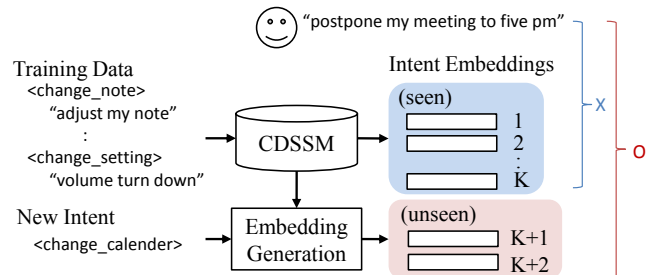 “postpone my meeting to five pm”
Training Data
<change_note>
“adjust my note”
:
<change_setting>
“volume turn down”
New Intent
<change_calender>
CDSSM
Embedding
Generation
Intent Embeddings
(seen)
1
2
:
K
(unseen)
K+1
K+2
X
O